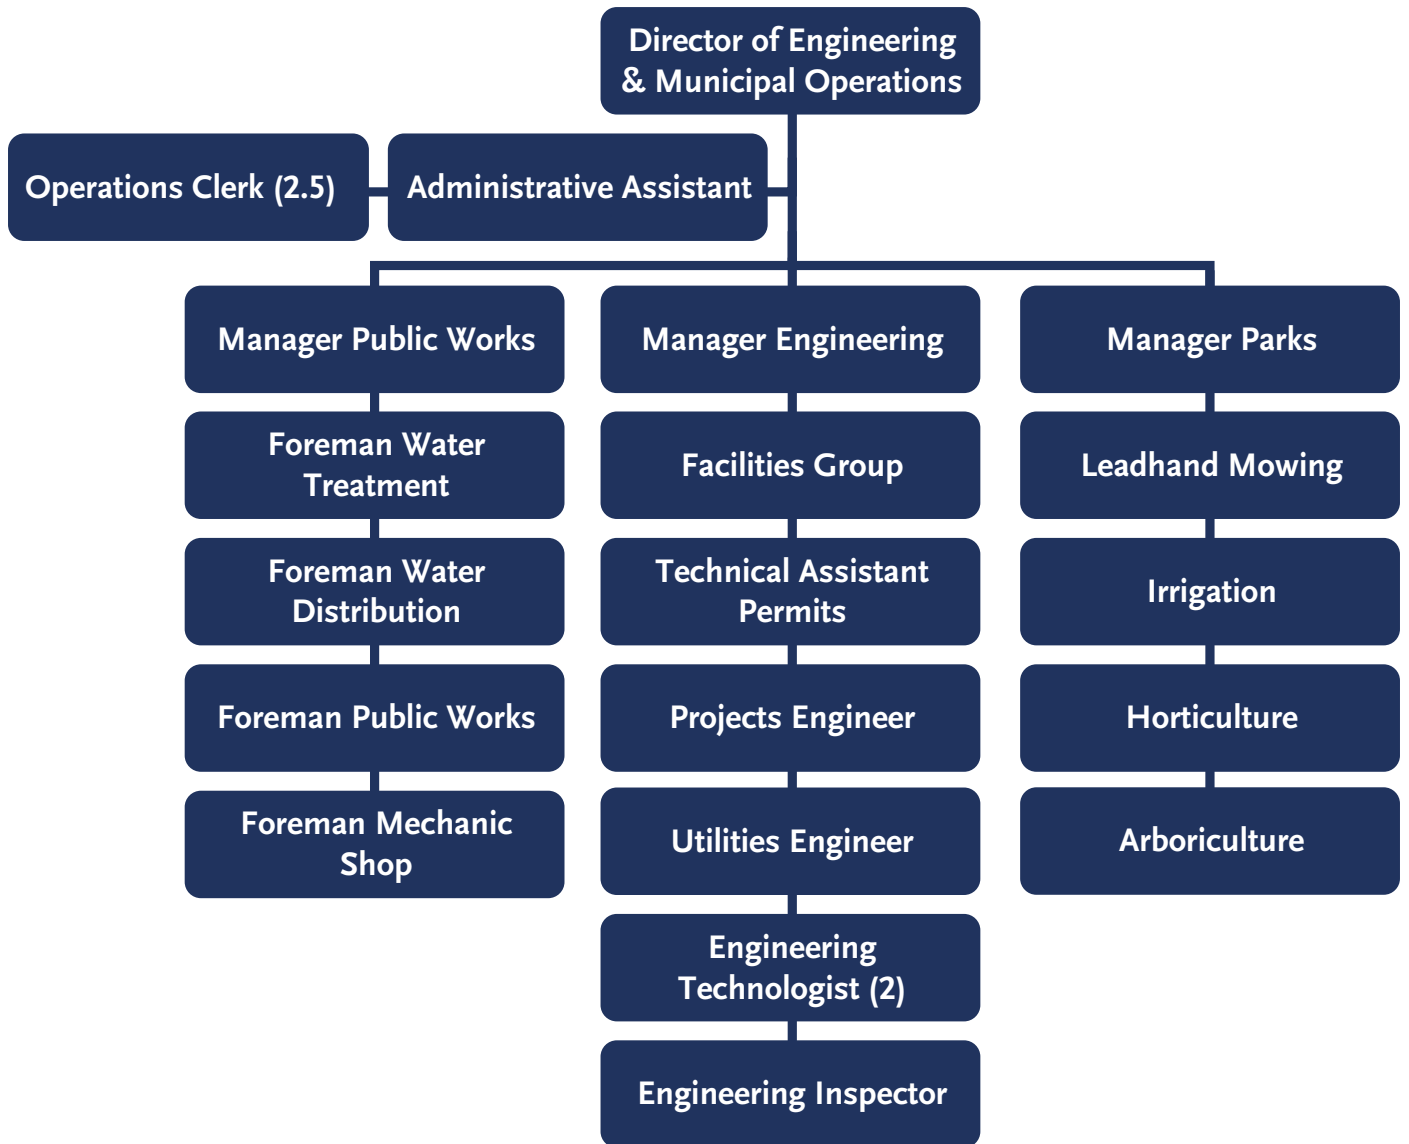 Director of Engineering
& Municipal Operations
Operations Clerk (2.5)
Administrative Assistant
Manager Public Works
Manager Engineering
Manager Parks
Foreman Water
Treatment
Facilities Group
Leadhand Mowing
Foreman Water
Distribution
Technical Assistant
Permits
Irrigation
Foreman Public Works
Projects Engineer
Horticulture
Foreman Mechanic
Shop
Utilities Engineer
Arboriculture
Engineering
Technologist (2)
Engineering Inspector